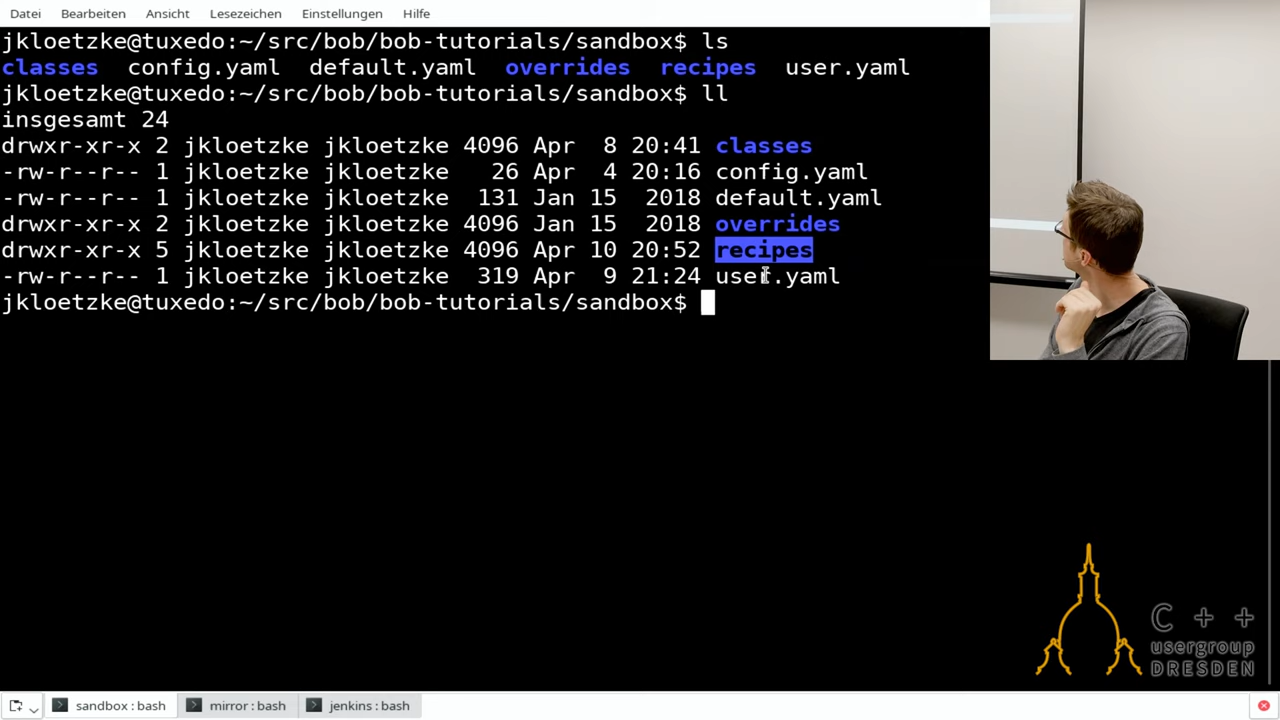 Datei Bearbeiten Ansicht Lesezeichen Einstellungen Hilfe
jkloetzke@tuxedo:~/src/bob/bob-tutorials/sandbox$ ls
classes config.yaml default.yaml overrides recipes user.yaml
jkloetzke@tuxedo:~/src/bob/bob-tutorials/sandbox$ ll
insgesamt 24
drwxr-xr-x 2 jkloetzke jkloetzke 4096 Apr 8 20:41 classes
-rw-r--r-- 1 jkloetzke jkloetzke 26 Apr 4 20:16 config.yaml
-rw-r--r-- 1 jkloetzke jkloetzke 131 Jan 15 2018 default.yaml
drwxr-xr-x 2 jkloetzke jkloetzke 4096 Jan 15 2018 overrides
drwxr-xr-x 5 jkloetzke jkloetzke 4096 Apr 10 20:52 recipes
-rw-r--r-- 1 jkloetzke jkloetzke 319 Apr 9 21:24 user.yaml
jkloetzke@tuxedo:~/src/bob/bob-tutorials/sandbox$
C + +
usergroup
DRESDEN
sandbox : bash mirror : bash jenkins : bash